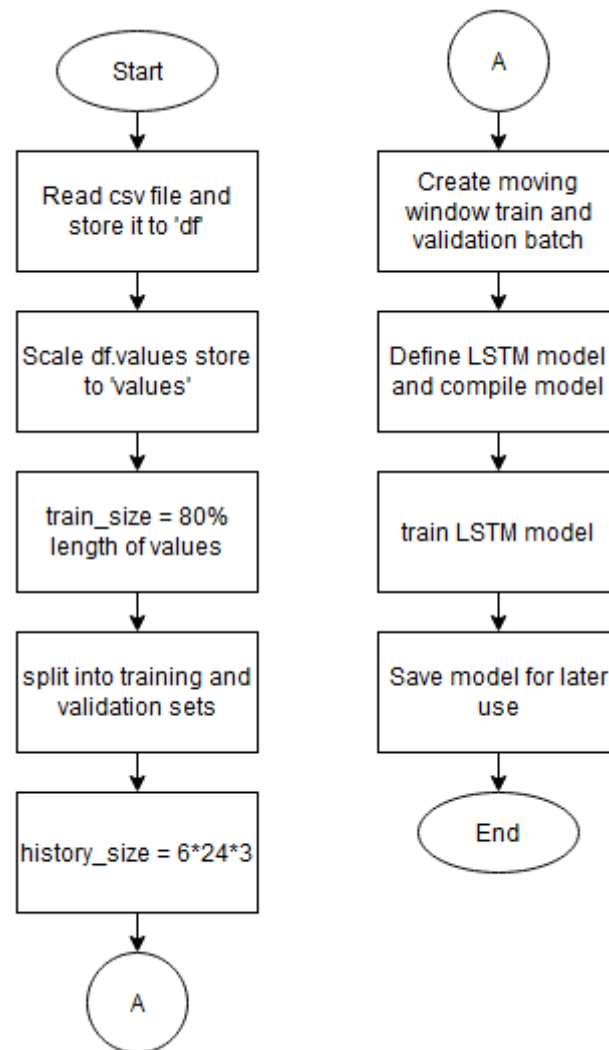 Start
Read csv file and
store it to 'df'
Scale df.values store
to 'values'
train_size = 80%
length of values
split into training and
validation sets
history_size = 6*24*3
A
A
Create moving
window train and
validation batch
Define LSTM model
and compile model
train LSTM model
Save model for later
use
End